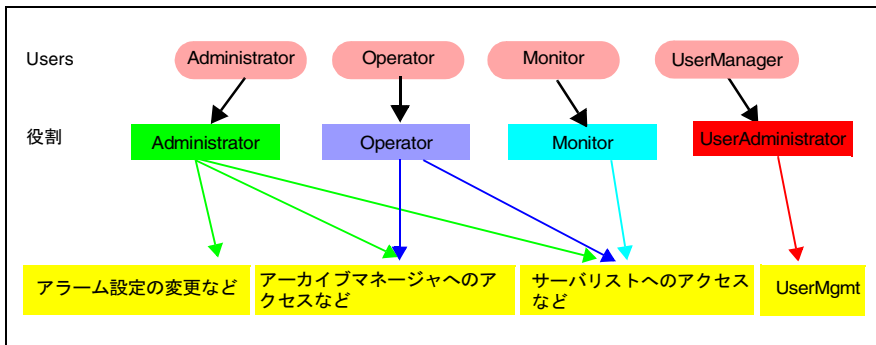 Users
Administrator
Operator
Monitor
UserManager
役割
Administrator
Operator
Monitor
UserAdministrator
アラーム設定の変更など
アーカイブマネージャへのア
クセスなど
サーバリストへのアクセス
など
UserMgmt